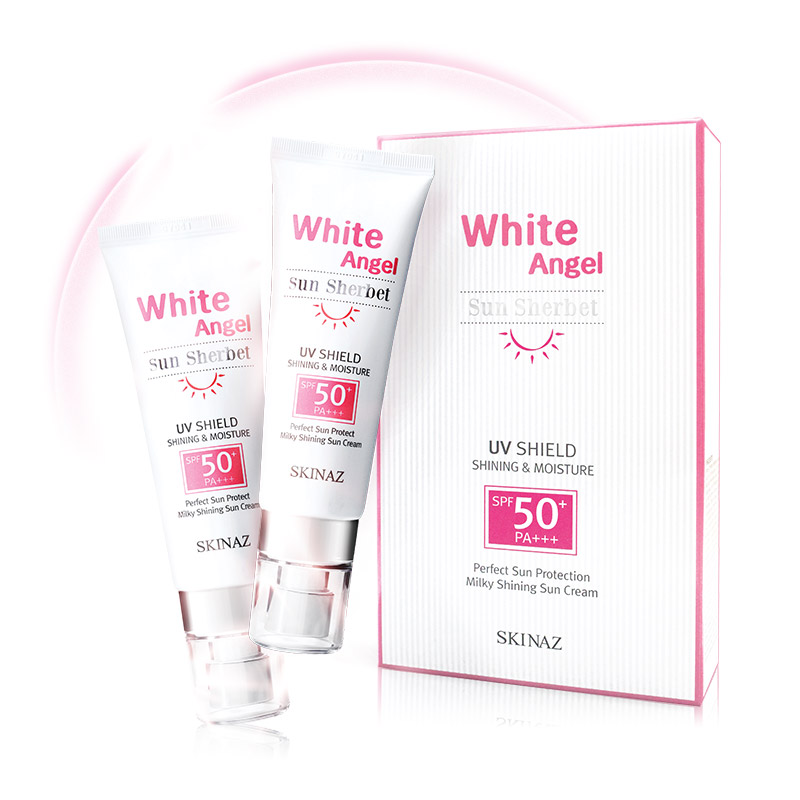 White
Angel
Sun Sherbet
UV SHIELD
SHINING & MOISTURE
SPF 50+
PA+++
Perfect Sun Protect
Milky Shining Sun Cream
SKINAZ
White
Angel
Sun Sherbet
UV SHIELD
SHINING & MOISTURE
SPF 50+
PA+++
Perfect Sun Protect
Milky Shining Sun Cream
SKINAZ
White
Angel
Sun Sherbet
UV SHIELD
SHINING & MOISTURE
SPF 50+
PA+++
Perfect Sun Protection
Milky Shining Sun Cream
SKINAZ